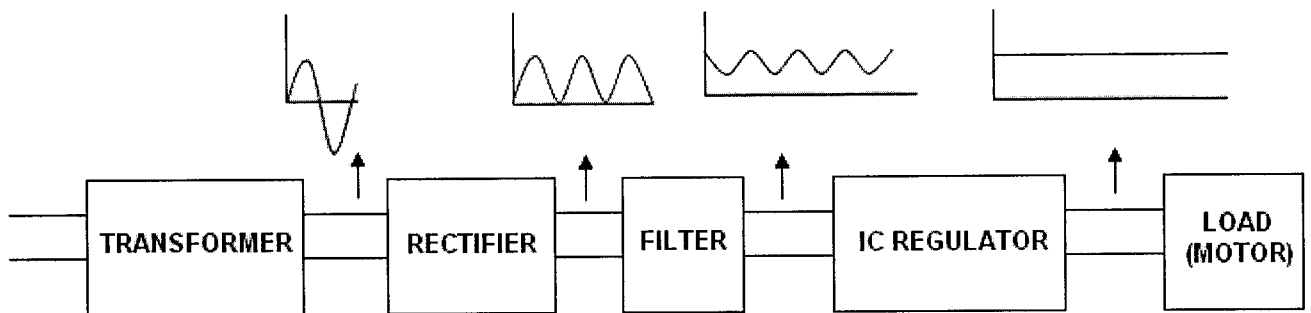 TRANSFORMER
RECTIFIER
FILTER
IC REGULATOR
LOAD
(MOTOR)